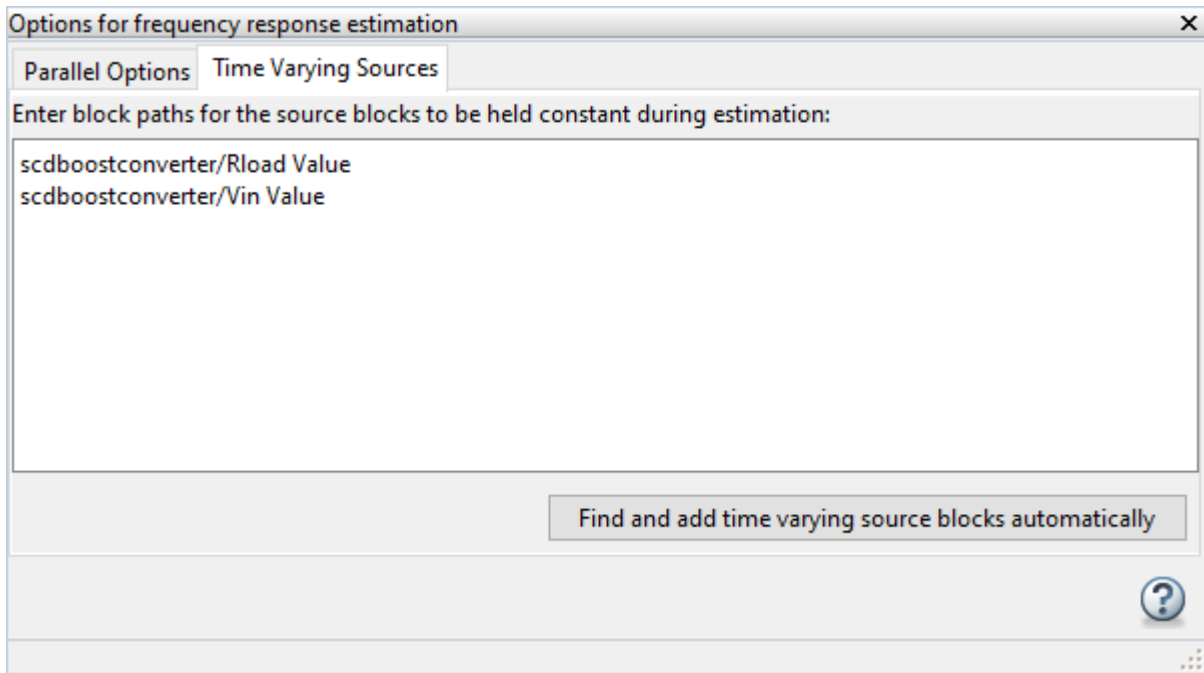 Options for frequency response estimation
Parallel Options Time Varying Sources
Enter block paths for the source blocks to be held constant during estimation:
scdboostconverter/Rload Value
scdboostconverter/Vin Value
Find and add time varying source blocks automatically
?